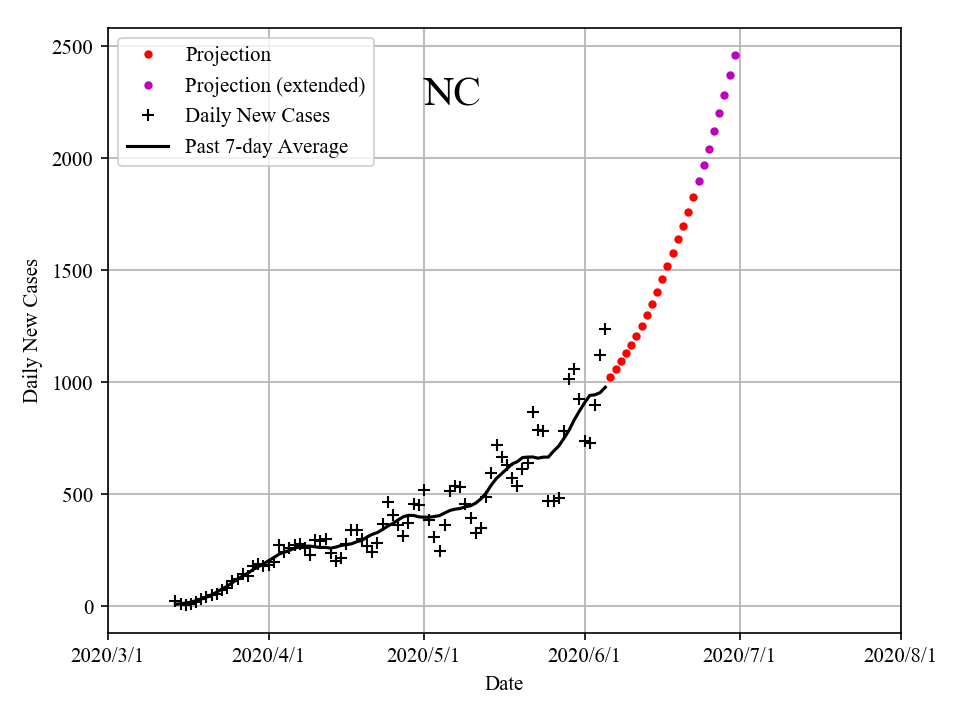 2500
2000
1500
1000
500
0
Daily New Cases
Projection
Projection (extended)
Daily New Cases
Past 7-day Average
NC
2020/3/1 2020/4/1 2020/5/1 2020/6/1 2020/7/1 2020/8/1
Date